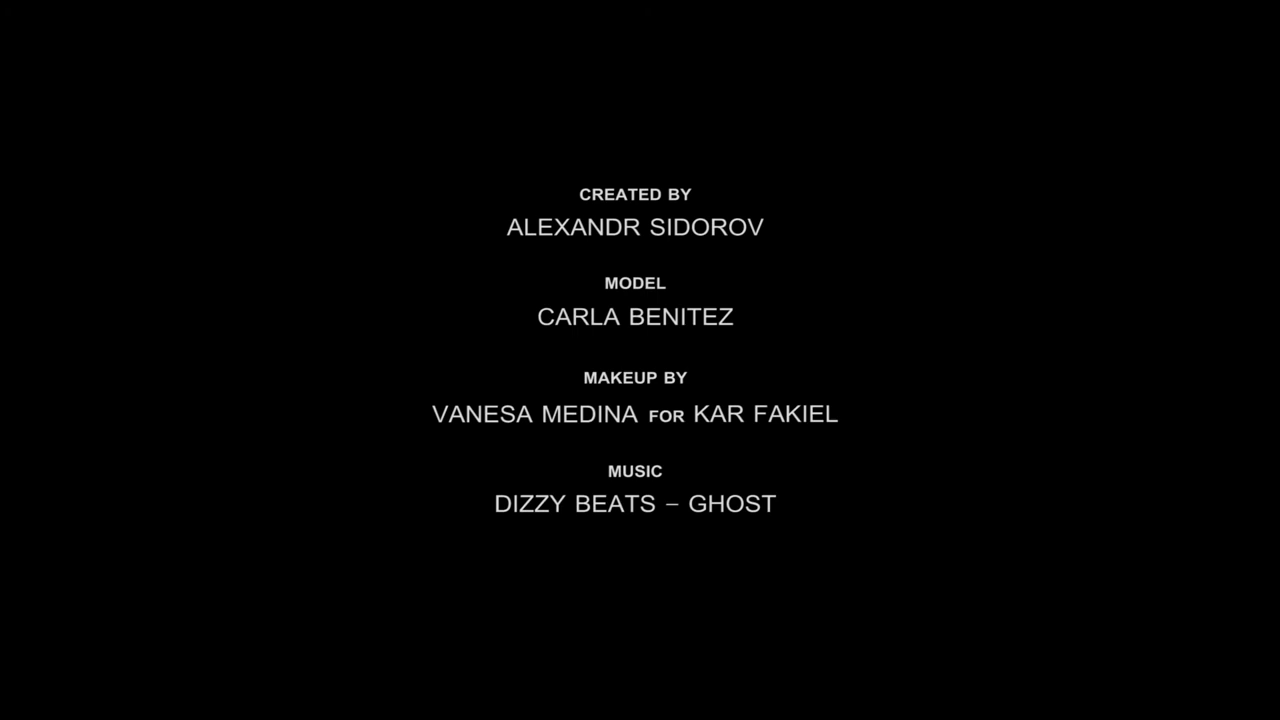 CREATED BY
ALEXANDR SIDOROV
MODEL
CARLA BENITEZ
MAKEUP BY
VANESA MEDINA FOR KAR FAKIEL
MUSIC
DIZZY BEATS – GHOST